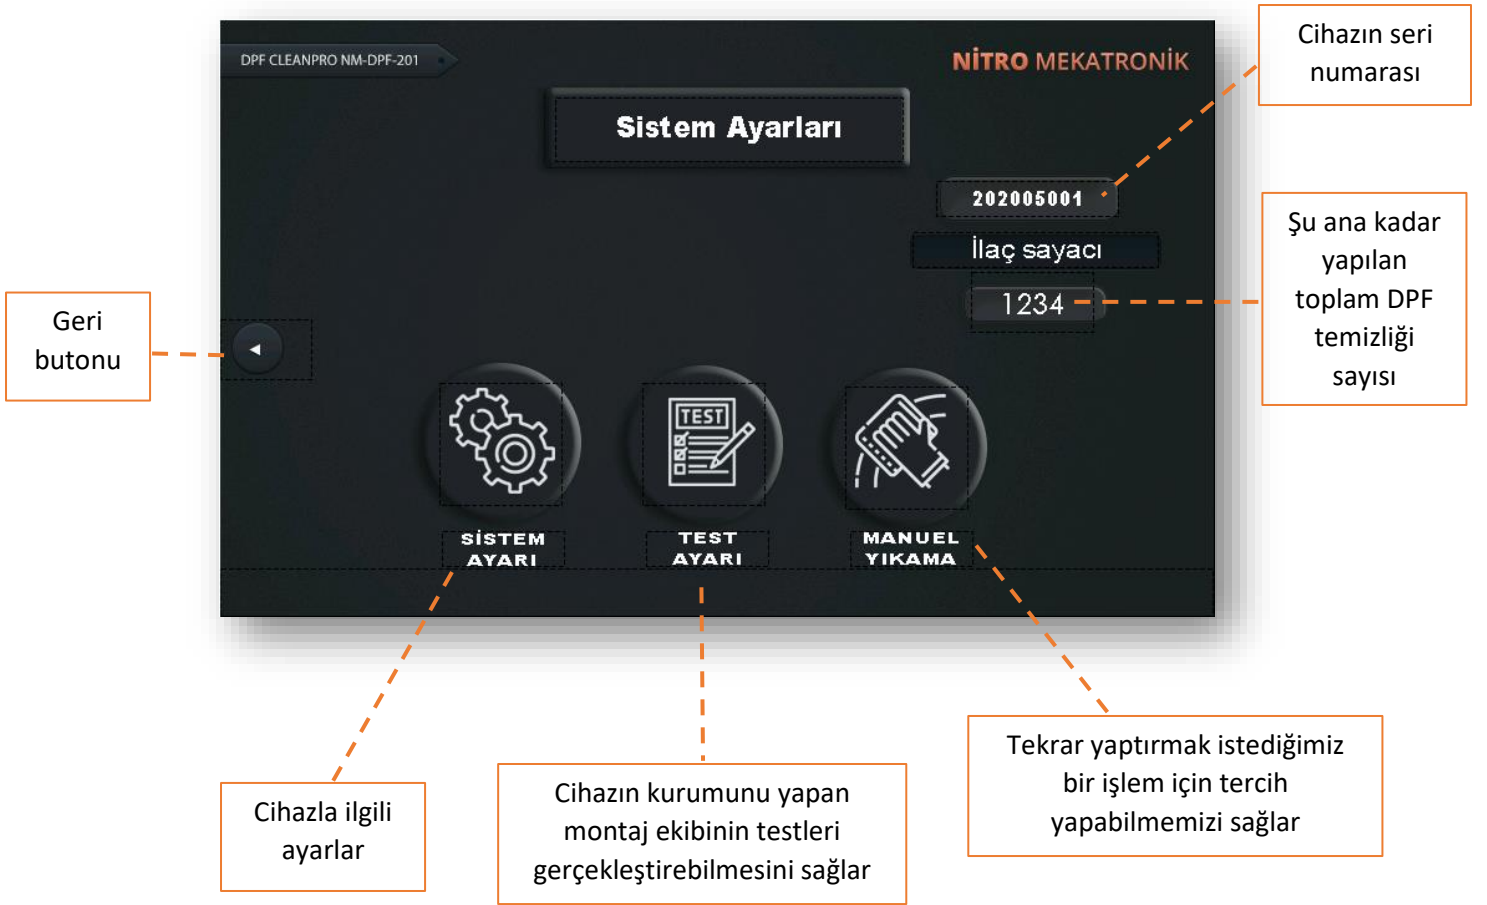 Cihazın seri
numarası
DPF CLEANPRO NM-DPF-201
NİTRO MEKATRONİK
Sistem Ayarları
202005001
İlaç sayacı
1234
Şu ana kadar
yapılan
toplam DPF
temizliği
sayısı
Geri
butonu
◄
TEST
SİSTEM
AYARI
TEST
AYARI
MANUEL
YIKAMA
Cihazla ilgili
ayarlar
Cihazın kurumunu yapan
montaj ekibinin testleri
gerçekleştirebilmesini sağlar
Tekrar yaptırmak istediğimiz
bir işlem için tercih
yapabilmemizi sağlar